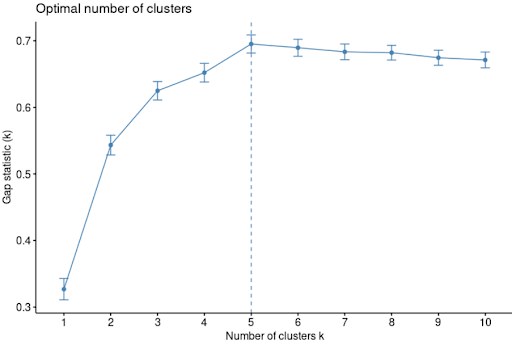 Optimal number of clusters
Gap statistic (k)
0.7
0.6
0.5
0.4
0.3
1 2 3 4 5 6 7 8 9 10
Number of clusters k